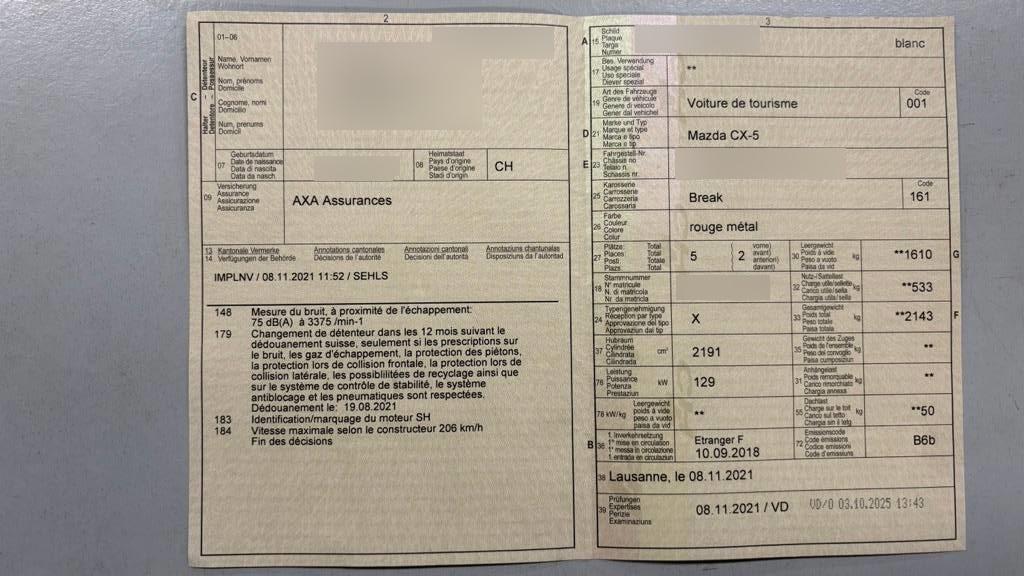 2
01–06
C
Halter – Détenteur
Detentore – Possessur
Name, Vornamen
Wohnort
Nom, prénoms
Domicile
Cognome, nomi
Domicilio
Num, prenums
Domicil
07
Geburtsdatum
Date de naissance
Data di nascita
Data da nasch.
08
Heimatstaat
Pays d'origine
Paese d'origine
Stadi d'origin
CH
09
Versicherung
Assurance
Assicurazione
Assicuranza
AXA Assurances
13 Kantonale Vermerke Annotations cantonales Annotazioni cantonali Annotaziuns chantunalas
14 Verfügungen der Behörde Décisions de l'autorité Decisioni dell'autorità Disposiziuns da l'autoritad
IMPLNV / 08.11.2021 11:52 / SEHLS
148 Mesure du bruit, à proximité de l'échappement:
75 dB(A) à 3375 /min-1
179 Changement de détenteur dans les 12 mois suivant le
dédouanement suisse, seulement si les prescriptions sur
le bruit, les gaz d'échappement, la protection des piétons,
la protection lors de collision frontale, la protection lors de
collision latérale, les possiblilitées de recyclage ainsi que
sur le système de contrôle de stabilité, le système
antiblocage et les pneumatiques sont respectées.
Dédouanement le: 19.08.2021
183 Identification/marquage du moteur SH
184 Vitesse maximale selon le constructeur 206 km/h
Fin des décisions
3
A 15
Schild
Plaque
Targa
Numer
blanc
17
Bes. Verwendung
Usage spécial
Uso speciale
Diever spezial
**
19
Art des Fahrzeugs
Genre de véhicule
Genere di veicolo
Gener dal vehichel
Voiture de tourisme
Code
001
D 21
Marke und Typ
Marque et type
Marca e tipo
Marca e tip
Mazda CX-5
E 23
Fahrgestell-Nr.
Châssis no
Telaio n.
Schassis nr.
25
Karosserie
Carrosserie
Carrozzeria
Carossaria
Break
Code
161
26
Farbe
Couleur
Colore
Colur
rouge métal
27
Plätze: Total
Places: Total
Posti: Totale
Plazs: Total
5
2
vorne)
avant)
anteriori)
davant)
30
Leergewicht
Poids à vide
Peso a vuoto
Paisa da vid
kg
**1610
G
18
Stammnummer
N° matricule
N. di matricola
Nr. da matricla
32
Nutz-/Sattellast
Charge utile/sellette
Carico utile/sella
Chargia utila/sella
kg
**533
24
Typengenehmigung
Réception par type
Approvazione del tipo
Approvaziun dal tip
X
33
Gesamtgewicht
Poids total
Peso totale
Paisa totala
kg
**2143
F
37
Hubraum
Cylindrée
Cilindrata
Cilindrada
cm³
2191
35
Gewicht des Zuges
Poids de l'ensemble
Peso del convoglio
Paisa cumposiziun
kg
**
76
Leistung
Puissance
Potenza
Prestaziun
kW
129
31
Anhängelast
Poids remorquable
Carico rimorchiato
Chargia annexa
kg
**
78 kW/kg
Leergewicht
poids à vide
peso a vuoto
paisa da vid
**
55
Dachlast
Charge sur le toit
Carico sul tetto
Chargia sin il tetg
kg
**50
B 36
1. Inverkehrsetzung
1re mise en circulation
1a messa in circolazione
1. entrada en circulaziun
Etranger F
10.09.2018
72
Emissionscode
Code émissions
Codice emissioni
Code d'emissiuns
B6b
38 Lausanne, le 08.11.2021
39
Prüfungen
Expertises
Perizie
Examinaziuns
08.11.2021 / VD
VD/0 03.10.2025 13:43